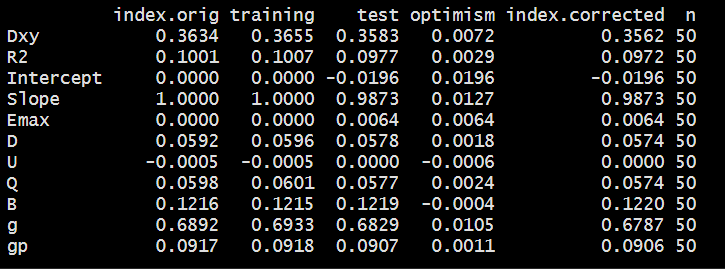 index.orig training test optimism index.corrected n
Dxy 0.3634 0.3655 0.3583 0.0072 0.3562 50
R2 0.1001 0.1007 0.0977 0.0029 0.0972 50
Intercept 0.0000 0.0000 -0.0196 0.0196 -0.0196 50
Slope 1.0000 1.0000 0.9873 0.0127 0.9873 50
Emax 0.0000 0.0000 0.0064 0.0064 0.0064 50
D 0.0592 0.0596 0.0578 0.0018 0.0574 50
U -0.0005 -0.0005 0.0000 -0.0006 0.0000 50
Q 0.0598 0.0601 0.0577 0.0024 0.0574 50
B 0.1216 0.1215 0.1219 -0.0004 0.1220 50
g 0.6892 0.6933 0.6829 0.0105 0.6787 50
gp 0.0917 0.0918 0.0907 0.0011 0.0906 50